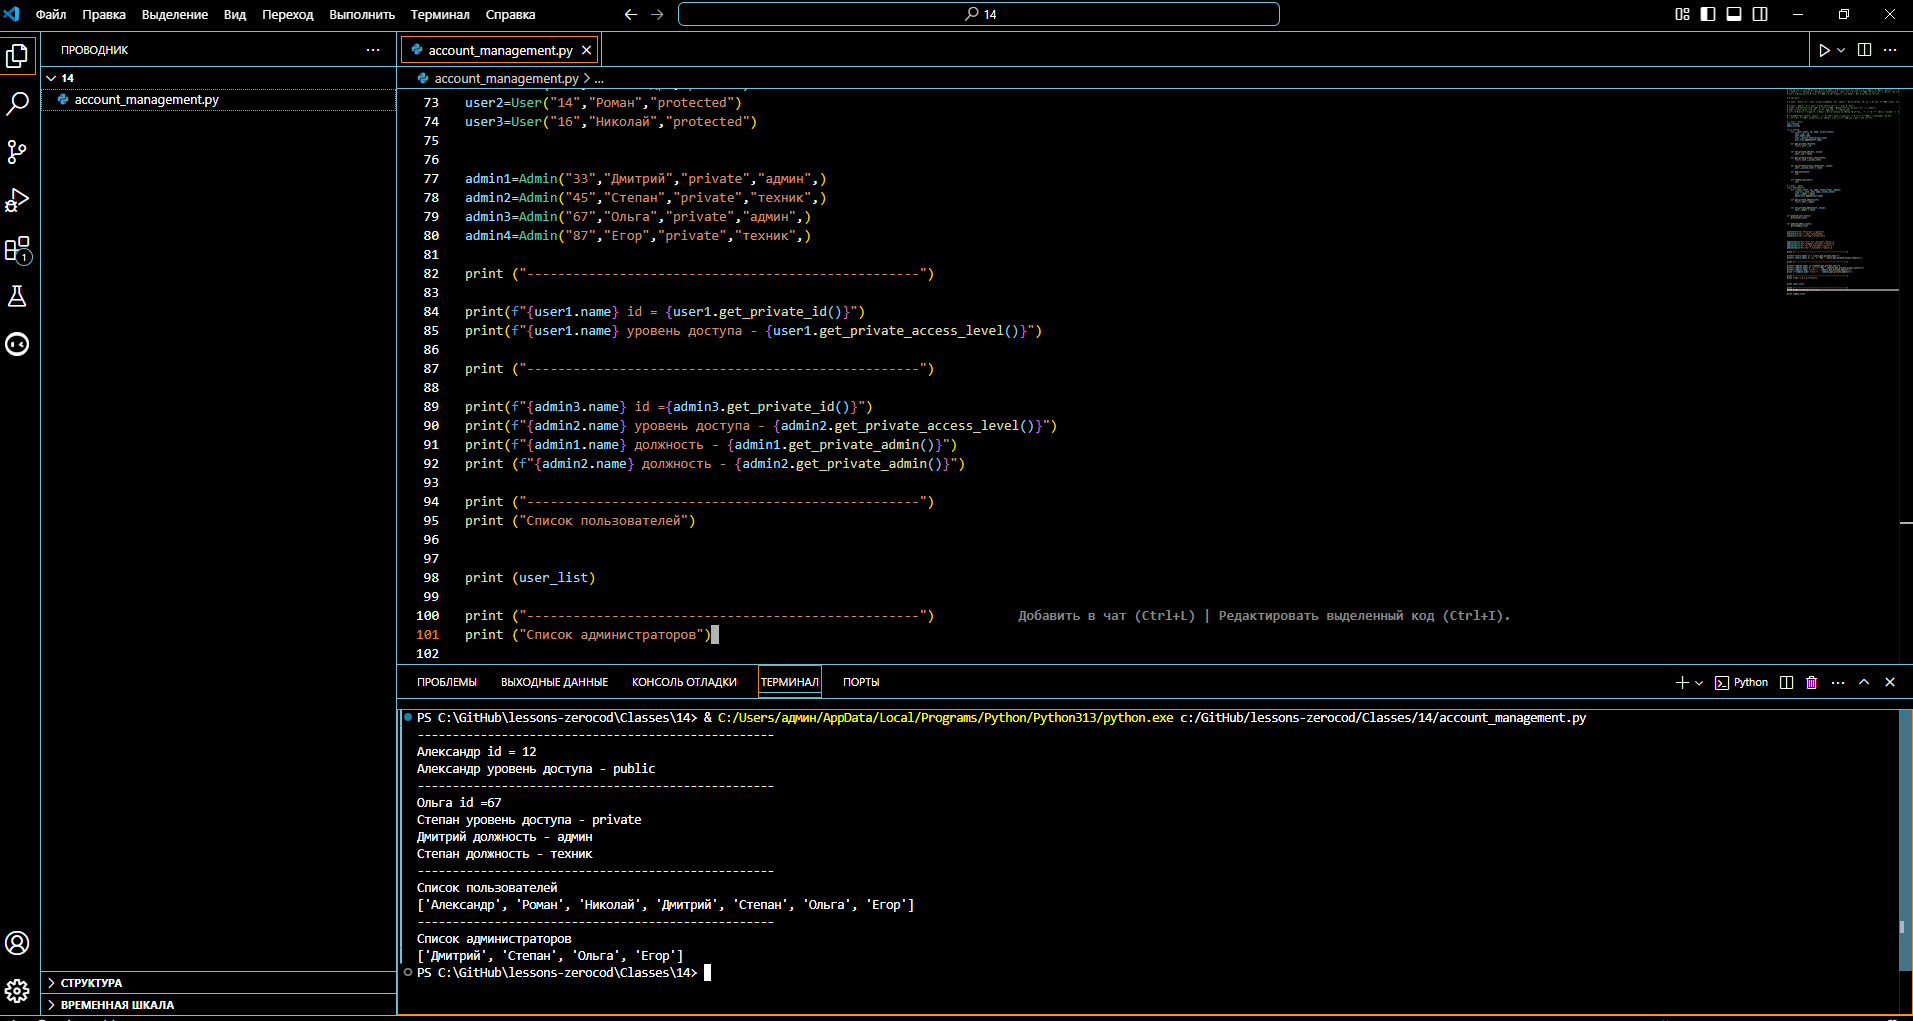 Файл Правка Выделение Вид Переход Выполнить Терминал Справка
14
ПРОВОДНИК
14
account_management.py
СТРУКТУРА
ВРЕМЕННАЯ ШКАЛА
1
account_management.py
account_management.py > ...
73 user2=User("14","Роман","protected")
74 user3=User("16","Николай","protected")
75
76
77 admin1=Admin("33","Дмитрий","private","админ",)
78 admin2=Admin("45","Степан","private","техник",)
79 admin3=Admin("67","Ольга","private","админ",)
80 admin4=Admin("87","Егор","private","техник",)
81
82 print ("---------------------------------------------------")
83
84 print(f"{user1.name} id = {user1.get_private_id()}")
85 print(f"{user1.name} уровень доступа - {user1.get_private_access_level()}")
86
87 print ("---------------------------------------------------")
88
89 print(f"{admin3.name} id ={admin3.get_private_id()}")
90 print(f"{admin2.name} уровень доступа - {admin2.get_private_access_level()}")
91 print(f"{admin1.name} должность - {admin1.get_private_admin()}")
92 print (f"{admin2.name} должность - {admin2.get_private_admin()}")
93
94 print ("---------------------------------------------------")
95 print ("Список пользователей")
96
97
98 print (user_list)
99
100 print ("---------------------------------------------------") Добавить в чат (Ctrl+L) | Редактировать выделенный код (Ctrl+I).
101 print ("Список администраторов")
102
ПРОБЛЕМЫ ВЫХОДНЫЕ ДАННЫЕ КОНСОЛЬ ОТЛАДКИ ТЕРМИНАЛ ПОРТЫ
Python
PS C:\GitHub\lessons-zerocod\Classes\14> & C:/Users/админ/AppData/Local/Programs/Python/Python313/python.exe c:/GitHub/lessons-zerocod/Classes/14/account_management.py
---------------------------------------------------
Александр id = 12
Александр уровень доступа - public
---------------------------------------------------
Ольга id =67
Степан уровень доступа - private
Дмитрий должность - админ
Степан должность - техник
---------------------------------------------------
Список пользователей
['Александр', 'Роман', 'Николай', 'Дмитрий', 'Степан', 'Ольга', 'Егор']
---------------------------------------------------
Список администраторов
['Дмитрий', 'Степан', 'Ольга', 'Егор']
PS C:\GitHub\lessons-zerocod\Classes\14>